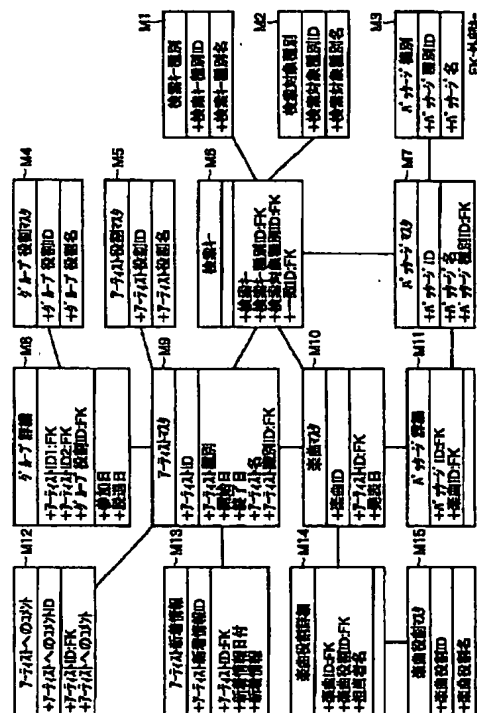 M1
検索キー種別
+検索キー種別ID
+検索キー種別名
M2
検索対象種別
+検索対象種別ID
+検索対象種別名
M3
パッケージ種別
+パッケージ種別ID
+パッケージ名
FK:外部キー
M4
グループ役割マスタ
+グループ役割ID
+グループ役割名
M5
アーティスト役割マスタ
+アーティスト役割ID
+アーティスト役割名
M6
検索キー
+検索キー
+検索キー種別ID:FK
+検索対象種別ID:FK
+一般ID:FK
M7
パッケージマスタ
+パッケージID
+パッケージ名
+パッケージ種別ID:FK
M8
グループ詳細
+アーティストID1:FK
+アーティストID2:FK
+グループ役割ID:FK
+参加日
+脱退日
M9
アーティストマスタ
+アーティストID
+アーティスト種別
+開始日
+終了日
+アーティスト名
+アーティスト種別ID:FK
M10
楽曲マスタ
+楽曲ID
+アーティストID:FK
+発表日
M11
パッケージ詳細
+パッケージID:FK
+楽曲ID:FK
M12
アーティストへのコメント
+アーティストへのコメントID
+アーティストID:FK
+アーティストへのコメント
M13
アーティスト新着情報
+アーティスト新着情報ID
+アーティストID:FK
+新着情報日付
+新着情報
M14
楽曲役割詳細
+楽曲ID:FK
+楽曲役割ID:FK
+担当者名
M15
楽曲役割マスタ
+楽曲役割ID
+楽曲役割名